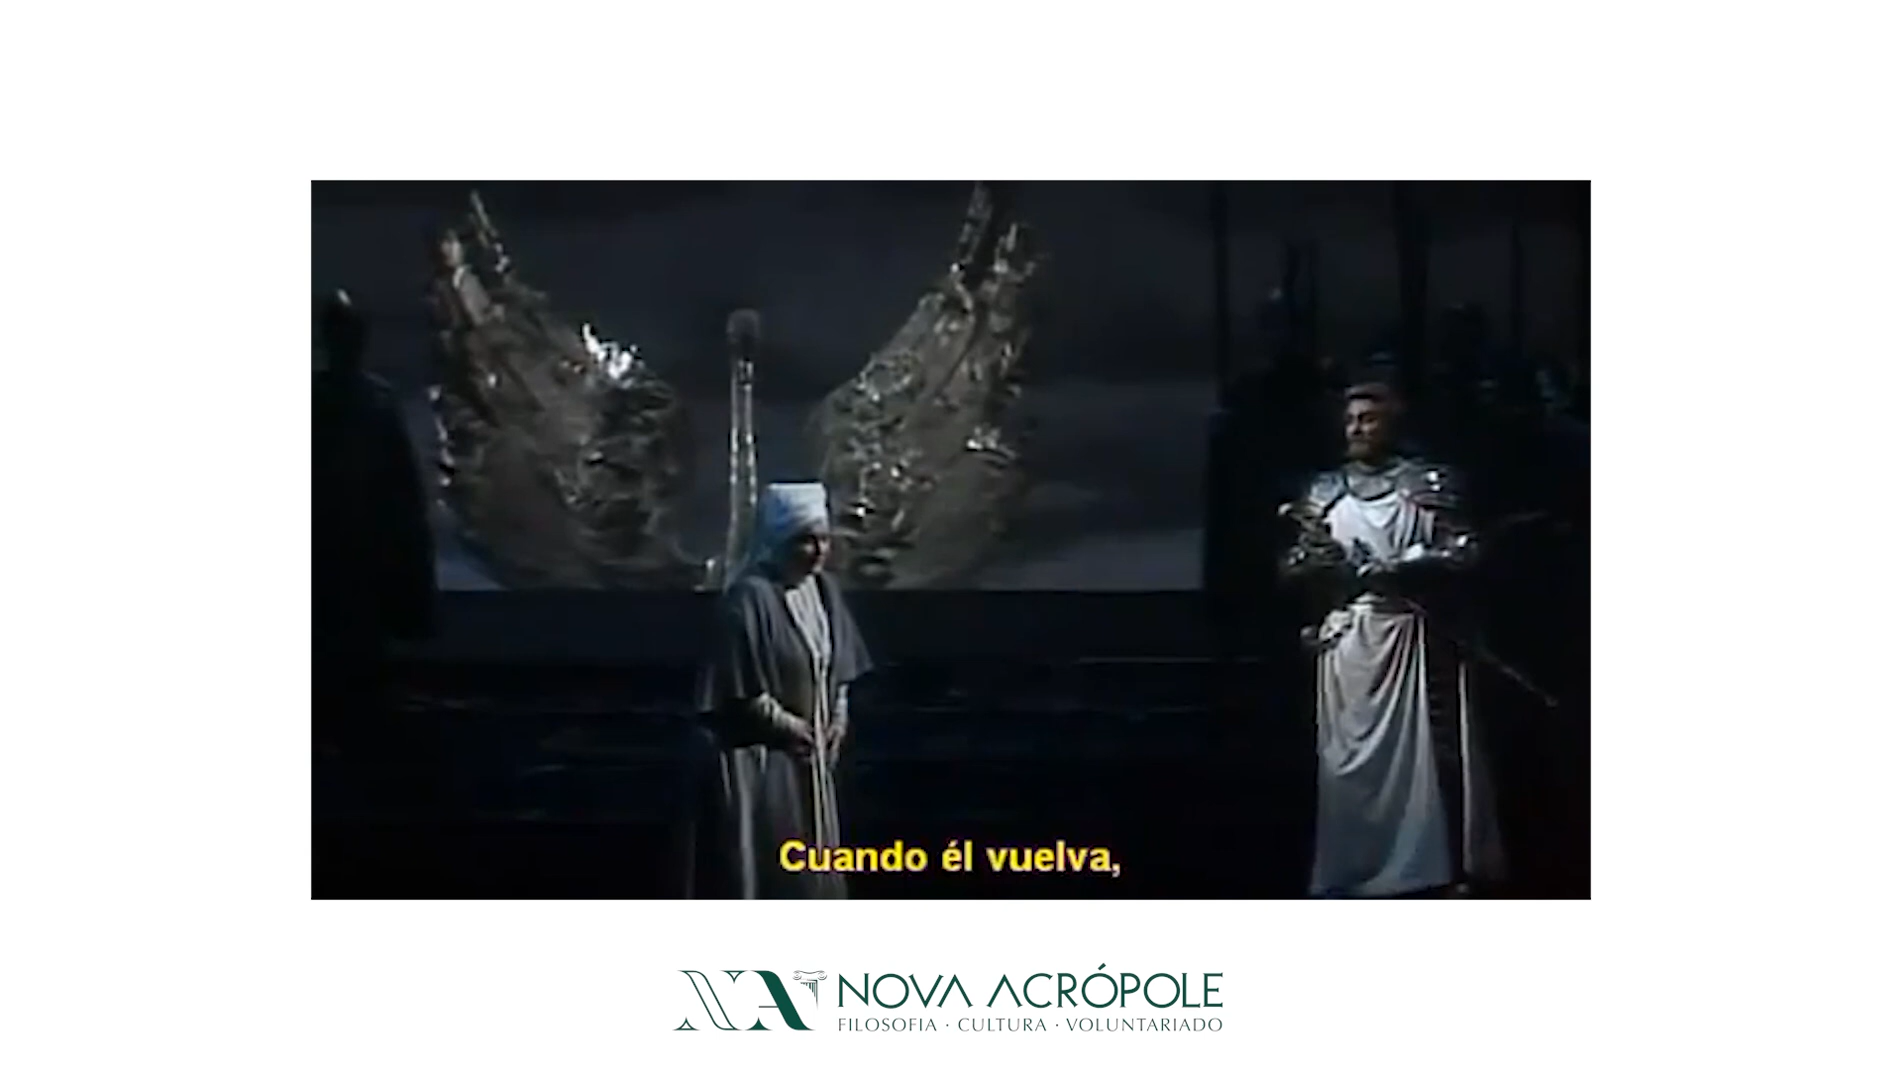 Cuando él vuelva,
NOVA ACRÓPOLE
FILOSOFIA · CULTURA · VOLUNTARIADO